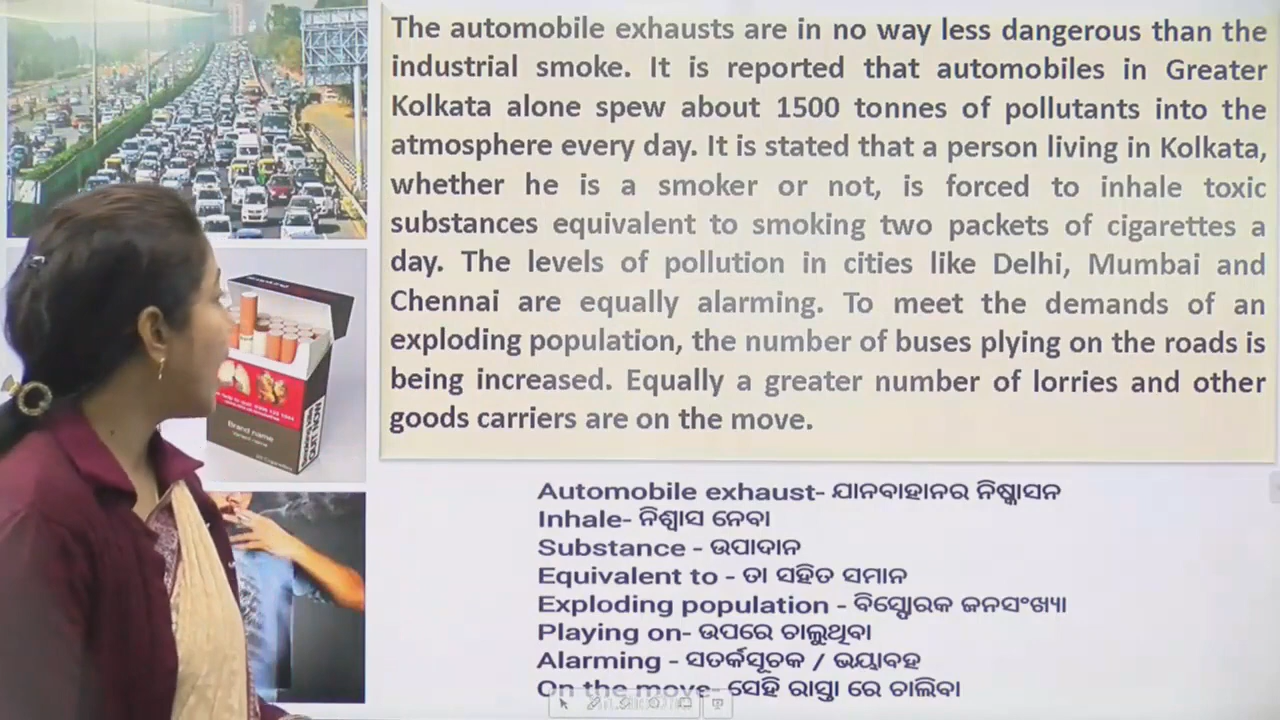 The automobile exhausts are in no way less dangerous than the
industrial smoke. It is reported that automobiles in Greater
Kolkata alone spew about 1500 tonnes of pollutants into the
atmosphere every day. It is stated that a person living in Kolkata,
whether he is a smoker or not, is forced to inhale toxic
substances equivalent to smoking two packets of cigarettes a
day. The levels of pollution in cities like Delhi, Mumbai and
Chennai are equally alarming. To meet the demands of an
exploding population, the number of buses plying on the roads is
being increased. Equally a greater number of lorries and other
goods carriers are on the move.
Brand name
QUIT NOW
Automobile exhaust- ଯାନବାହାନର ନିଷ୍କାସନ
Inhale- ନିଶ୍ୱାସ ନେବା
Substance - ଉପାଦାନ
Equivalent to - ତା ସହିତ ସମାନ
Exploding population - ବିସ୍ଫୋରକ ଜନସଂଖ୍ୟା
Playing on- ଉପରେ ଚାଲୁଥିବା
Alarming - ସତର୍କସୂଚକ / ଭୟାବହ
On the move- ସେହି ରାସ୍ତା ରେ ଚାଲିବା